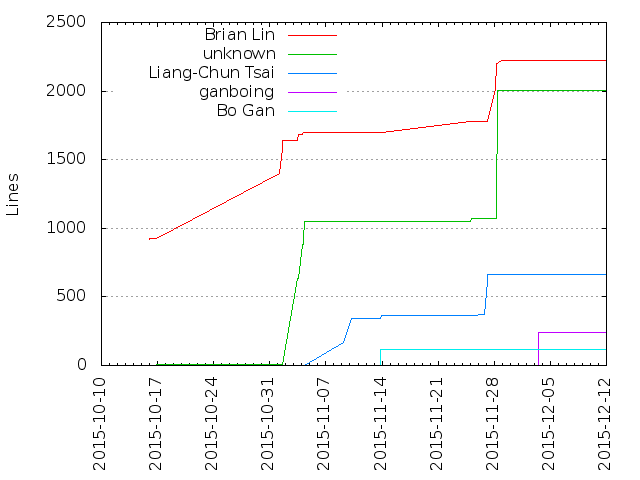 2500
2000
1500
1000
500
0
Lines
Brian Lin
unknown
Liang-Chun Tsai
ganboing
Bo Gan
2015-10-10
2015-10-17
2015-10-24
2015-10-31
2015-11-07
2015-11-14
2015-11-21
2015-11-28
2015-12-05
2015-12-12